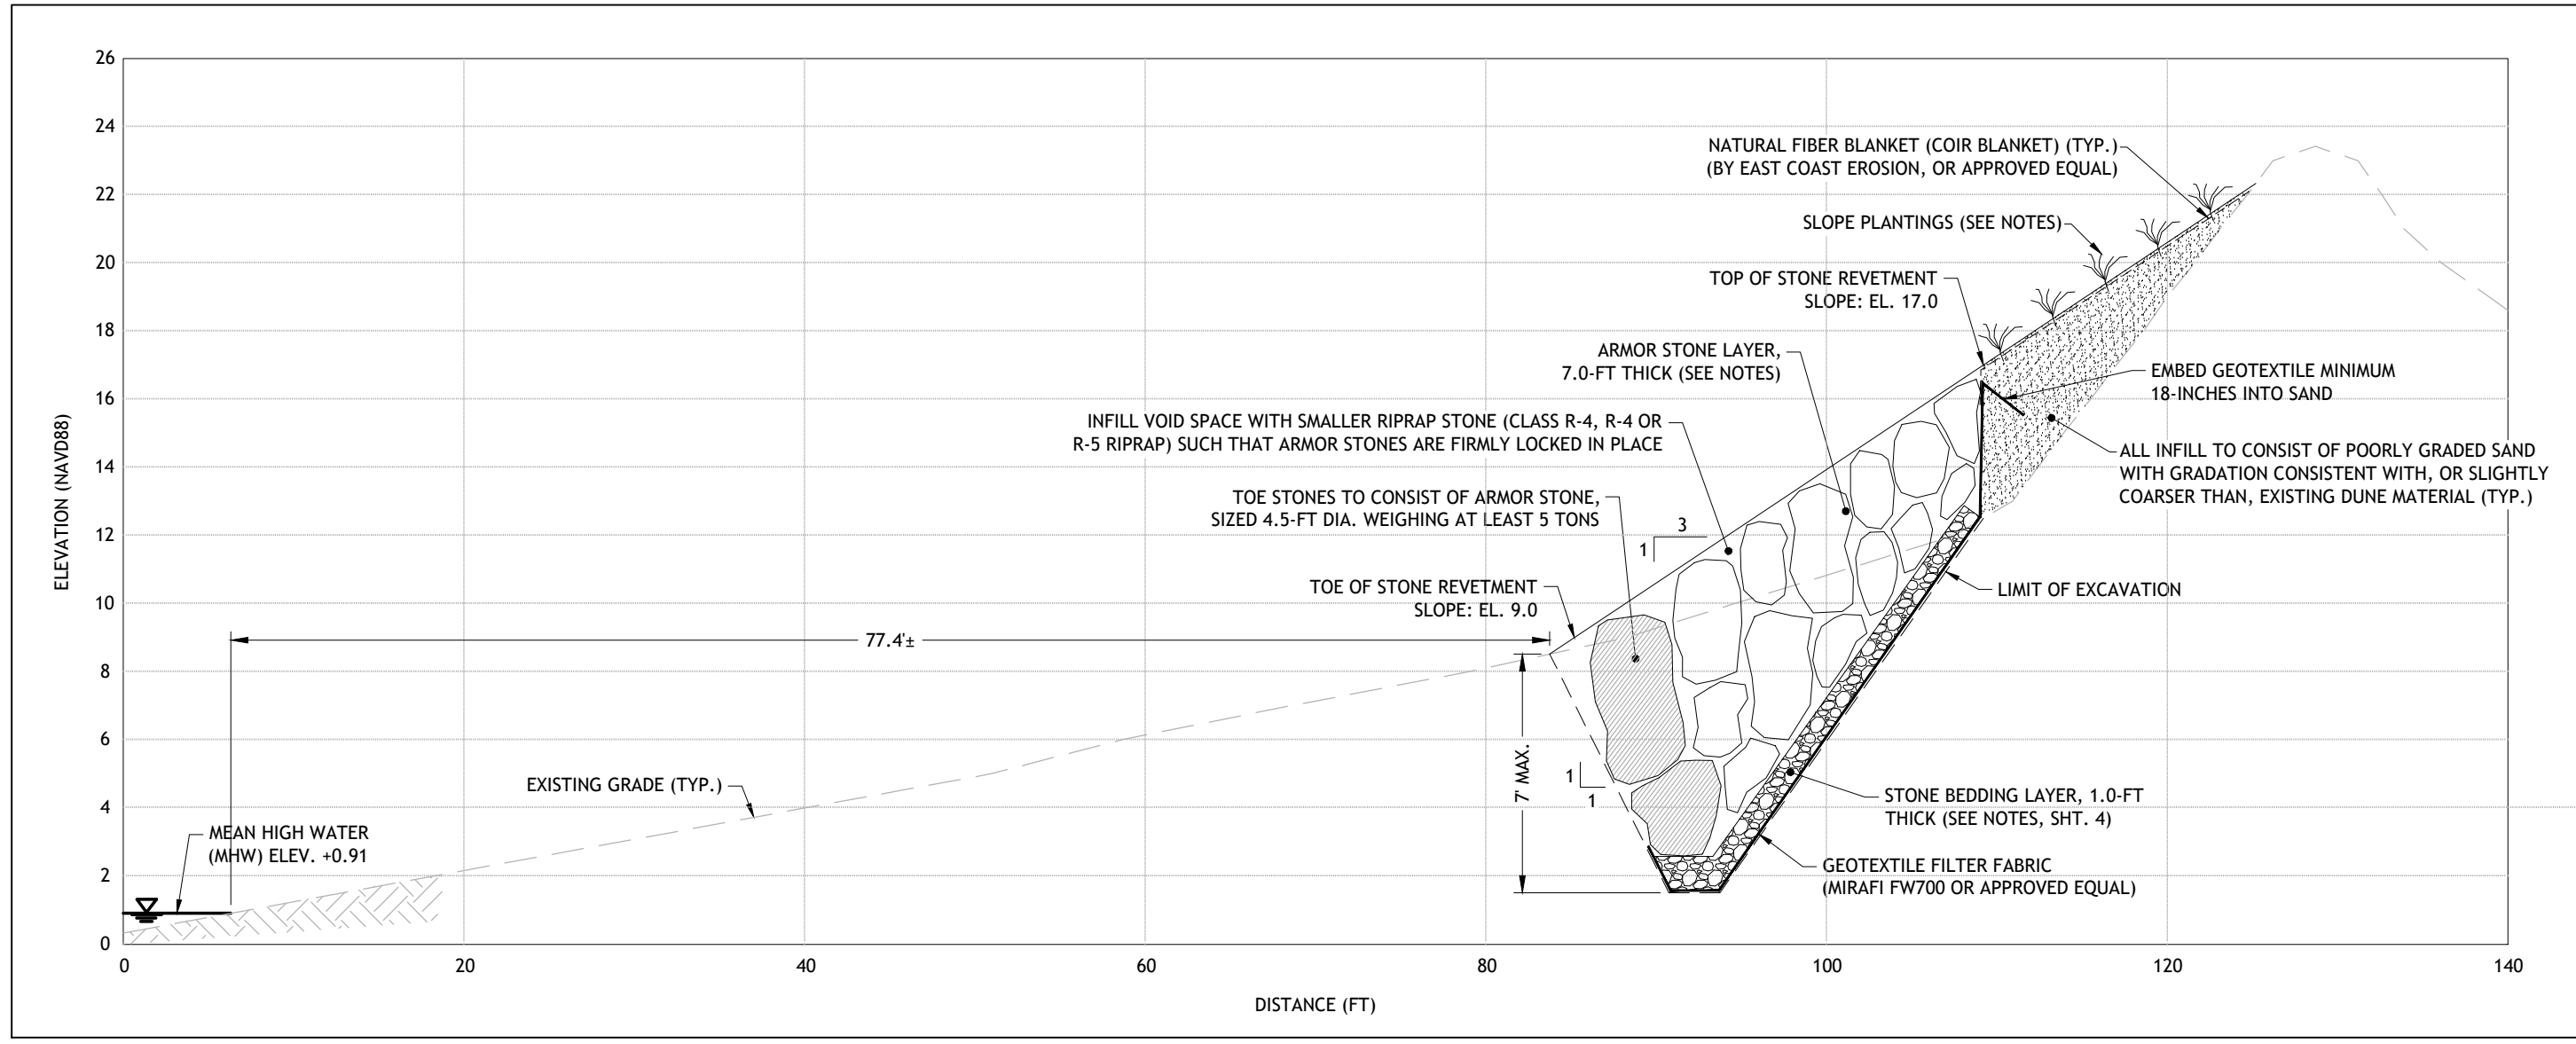 26
24
22
20
18
16
14
12
10
8
6
4
2
0
ELEVATION (NAVD88)
0
20
40
60
80
100
120
140
DISTANCE (FT)
NATURAL FIBER BLANKET (COIR BLANKET) (TYP.)
(BY EAST COAST EROSION, OR APPROVED EQUAL)
SLOPE PLANTINGS (SEE NOTES)
TOP OF STONE REVETMENT
SLOPE: EL. 17.0
ARMOR STONE LAYER,
7.0-FT THICK (SEE NOTES)
EMBED GEOTEXTILE MINIMUM
18-INCHES INTO SAND
INFILL VOID SPACE WITH SMALLER RIPRAP STONE (CLASS R-4, R-4 OR
R-5 RIPRAP) SUCH THAT ARMOR STONES ARE FIRMLY LOCKED IN PLACE
ALL INFILL TO CONSIST OF POORLY GRADED SAND
WITH GRADATION CONSISTENT WITH, OR SLIGHTLY
COARSER THAN, EXISTING DUNE MATERIAL (TYP.)
TOE STONES TO CONSIST OF ARMOR STONE,
SIZED 4.5-FT DIA. WEIGHING AT LEAST 5 TONS
3
1
TOE OF STONE REVETMENT
SLOPE: EL. 9.0
LIMIT OF EXCAVATION
77.4'±
7' MAX.
1
1
EXISTING GRADE (TYP.)
STONE BEDDING LAYER, 1.0-FT
THICK (SEE NOTES, SHT. 4)
MEAN HIGH WATER
(MHW) ELEV. +0.91
GEOTEXTILE FILTER FABRIC
(MIRAFI FW700 OR APPROVED EQUAL)